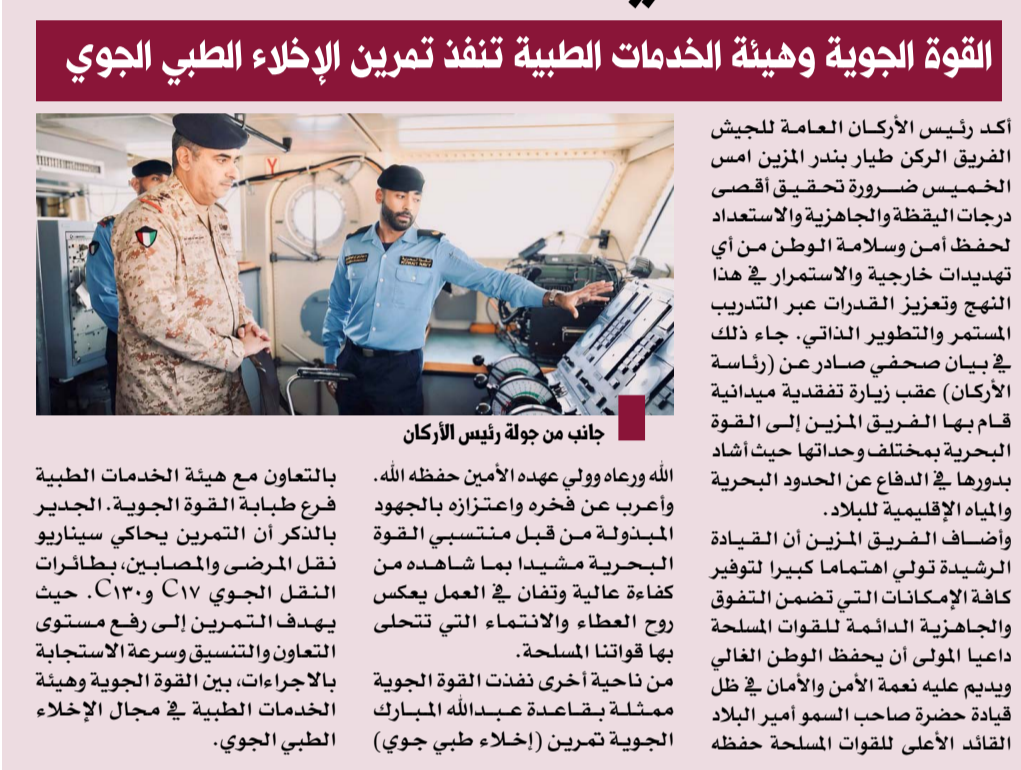 القوة الجوية وهيئة الخدمات الطبية تنفذ تمرين الإخلاء الطبي الجوي
أكد رئيس الأركان العامة للجيش
الفريق الركن طيار بندر المزين امس
الخميس ضرورة تحقيق أقصى
درجات اليقظة والجاهزية والاستعداد
لحفظ أمن وسلامة الوطن من أي
تهديدات خارجية والاستمرار في هذا
النهج وتعزيز القدرات عبر التدريب
المستمر والتطوير الذاتي. جاء ذلك
في بيان صحفي صادر عن (رئاسة
الأركان) عقب زيارة تفقدية ميدانية
قام بها الفريق المزين إلى القوة
البحرية بمختلف وحداتها حيث أشاد
بدورها في الدفاع عن الحدود البحرية
والمياه الإقليمية للبلاد.
وأضاف الفريق المزين أن القيادة
الرشيدة تولي اهتماما كبيرا لتوفير
كافة الإمكانات التي تضمن التفوق
والجاهزية الدائمة للقوات المسلحة
داعيا المولى أن يحفظ الوطن الغالي
ويديم عليه نعمة الأمن والأمان في ظل
قيادة حضرة صاحب السمو أمير البلاد
القائد الأعلى للقوات المسلحة حفظه
جانب من جولة رئيس الأركان
الله ورعاه وولي عهده الأمين حفظه الله.
وأعرب عن فخره واعتزازه بالجهود
المبذولة من قبل منتسبي القوة
البحرية مشيدا بما شاهده من
كفاءة عالية وتفان في العمل يعكس
روح العطاء والانتماء التي تتحلى
بها قواتنا المسلحة.
من ناحية أخرى نفذت القوة الجوية
ممثلة بقاعدة عبدالله المبارك
الجوية تمرين (إخلاء طبي جوي)
بالتعاون مع هيئة الخدمات الطبية
فرع طبابة القوة الجوية. الجدير
بالذكر أن التمرين يحاكي سيناريو
نقل المرضى والمصابين، بطائرات
النقل الجوي C١٧ وC١٣٠. حيث
يهدف التمرين إلى رفع مستوى
التعاون والتنسيق وسرعة الاستجابة
بالاجراءات، بين القوة الجوية وهيئة
الخدمات الطبية في مجال الإخلاء
الطبي الجوي.